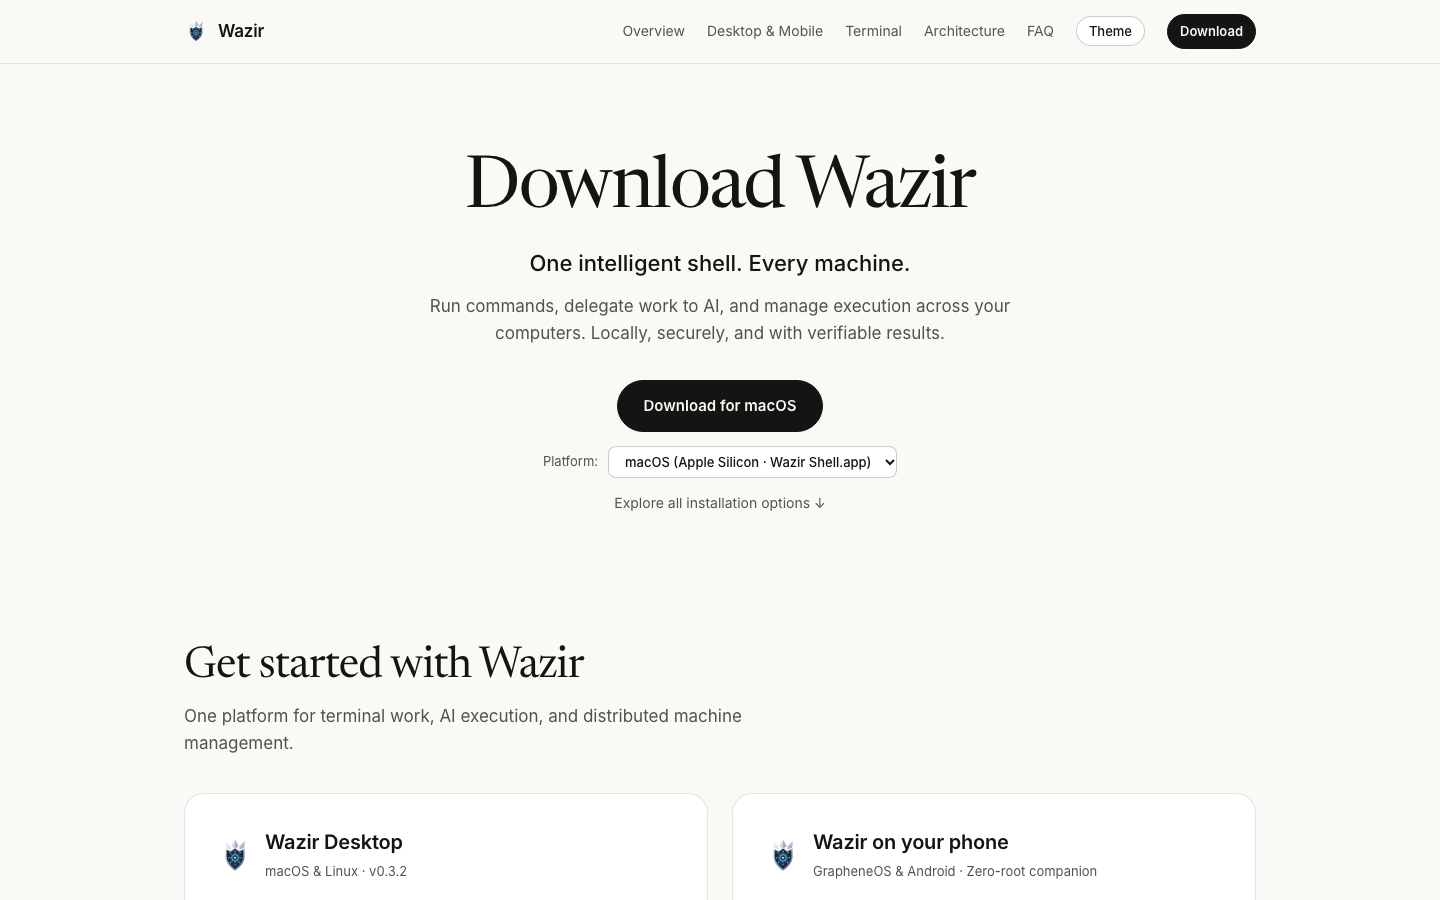 Wazir
Overview
Desktop & Mobile
Terminal
Architecture
FAQ
Theme
Download
Download Wazir
One intelligent shell. Every machine.
Run commands, delegate work to AI, and manage execution across your
computers. Locally, securely, and with verifiable results.
Download for macOS
Platform:
macOS (Apple Silicon · Wazir Shell.app)
Explore all installation options ↓
Get started with Wazir
One platform for terminal work, AI execution, and distributed machine
management.
Wazir Desktop
macOS & Linux · v0.3.2
Wazir on your phone
GrapheneOS & Android · Zero-root companion